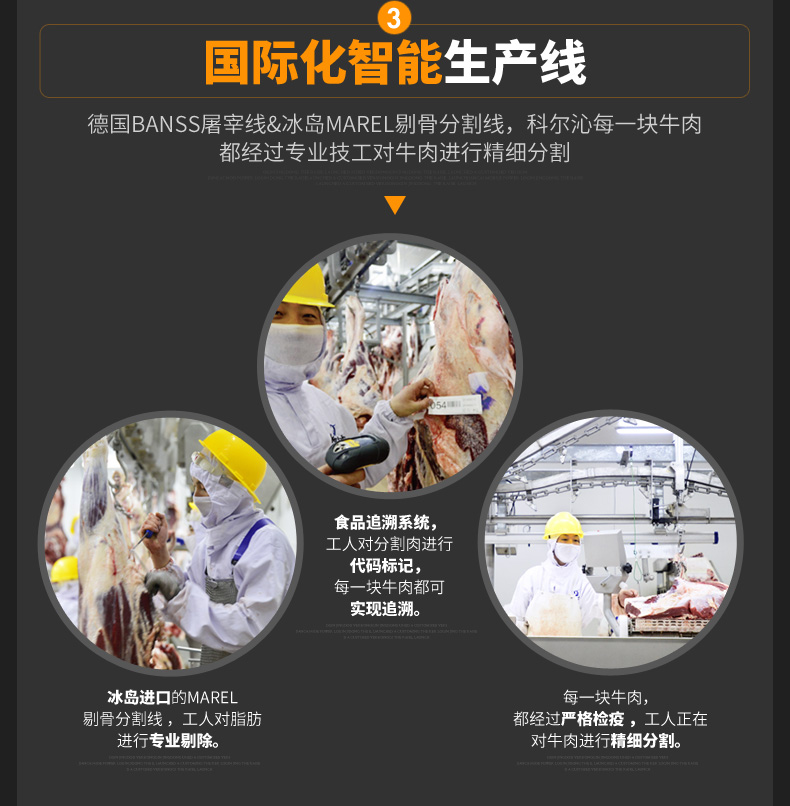 3
国际化智能生产线
德国BANSS屠宰线&冰岛MAREL剔骨分割线，科尔沁每一块牛肉
都经过专业技工对牛肉进行精细分割
054
食品追溯系统，
工人对分割肉进行
代码标记，
每一块牛肉都可
实现追溯。
冰岛进口的MAREL
剔骨分割线 ，工人对脂肪
进行专业剔除。
每一块牛肉，
都经过严格检疫 ，工人正在
对牛肉进行精细分割。